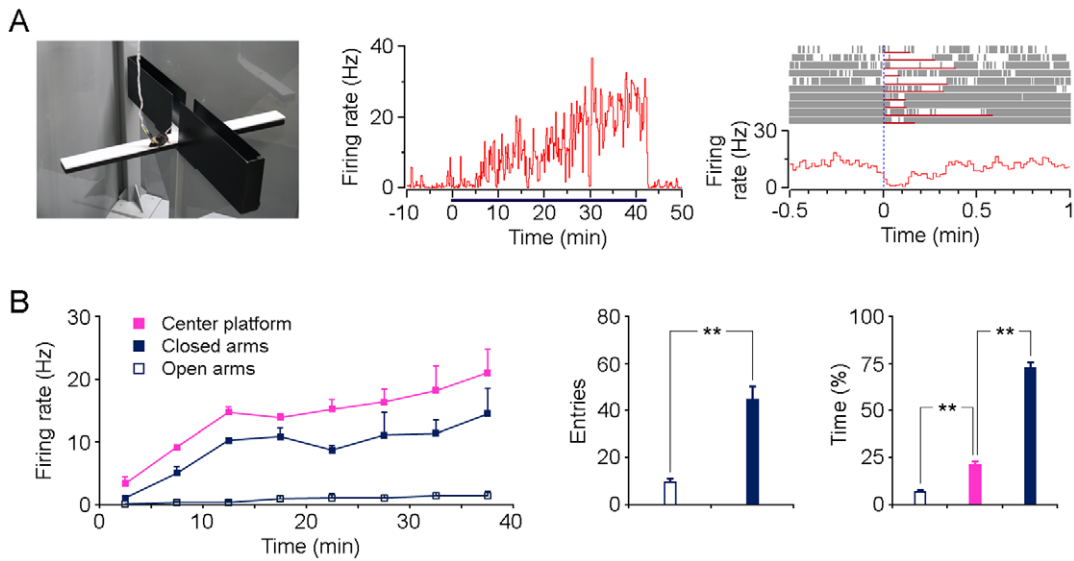 A
40
20
0
Firing rate (Hz)
-10 0 10 20 30 40 50
Time (min)
30
0
Firing
rate (Hz)
-0.5 0 0.5 1
Time (min)
B
30
20
10
0
Firing rate (Hz)
Center platform
Closed arms
Open arms
0 10 20 30 40
Time (min)
80
60
40
20
0
Entries
**
100
75
50
25
0
Time (%)
**
**